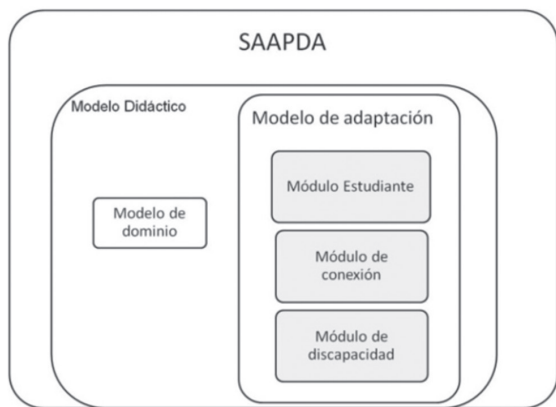 SAAPDA
Modelo Didáctico
Modelo de adaptación
Módulo Estudiante
Modelo de
dominio
Módulo de
conexión
Módulo de
discapacidad